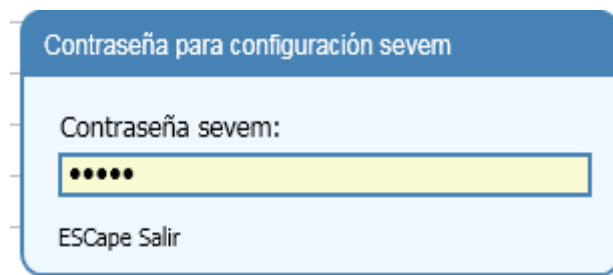 Contraseña para configuración sevem
Contraseña sevem:
•••••
ESCape Salir